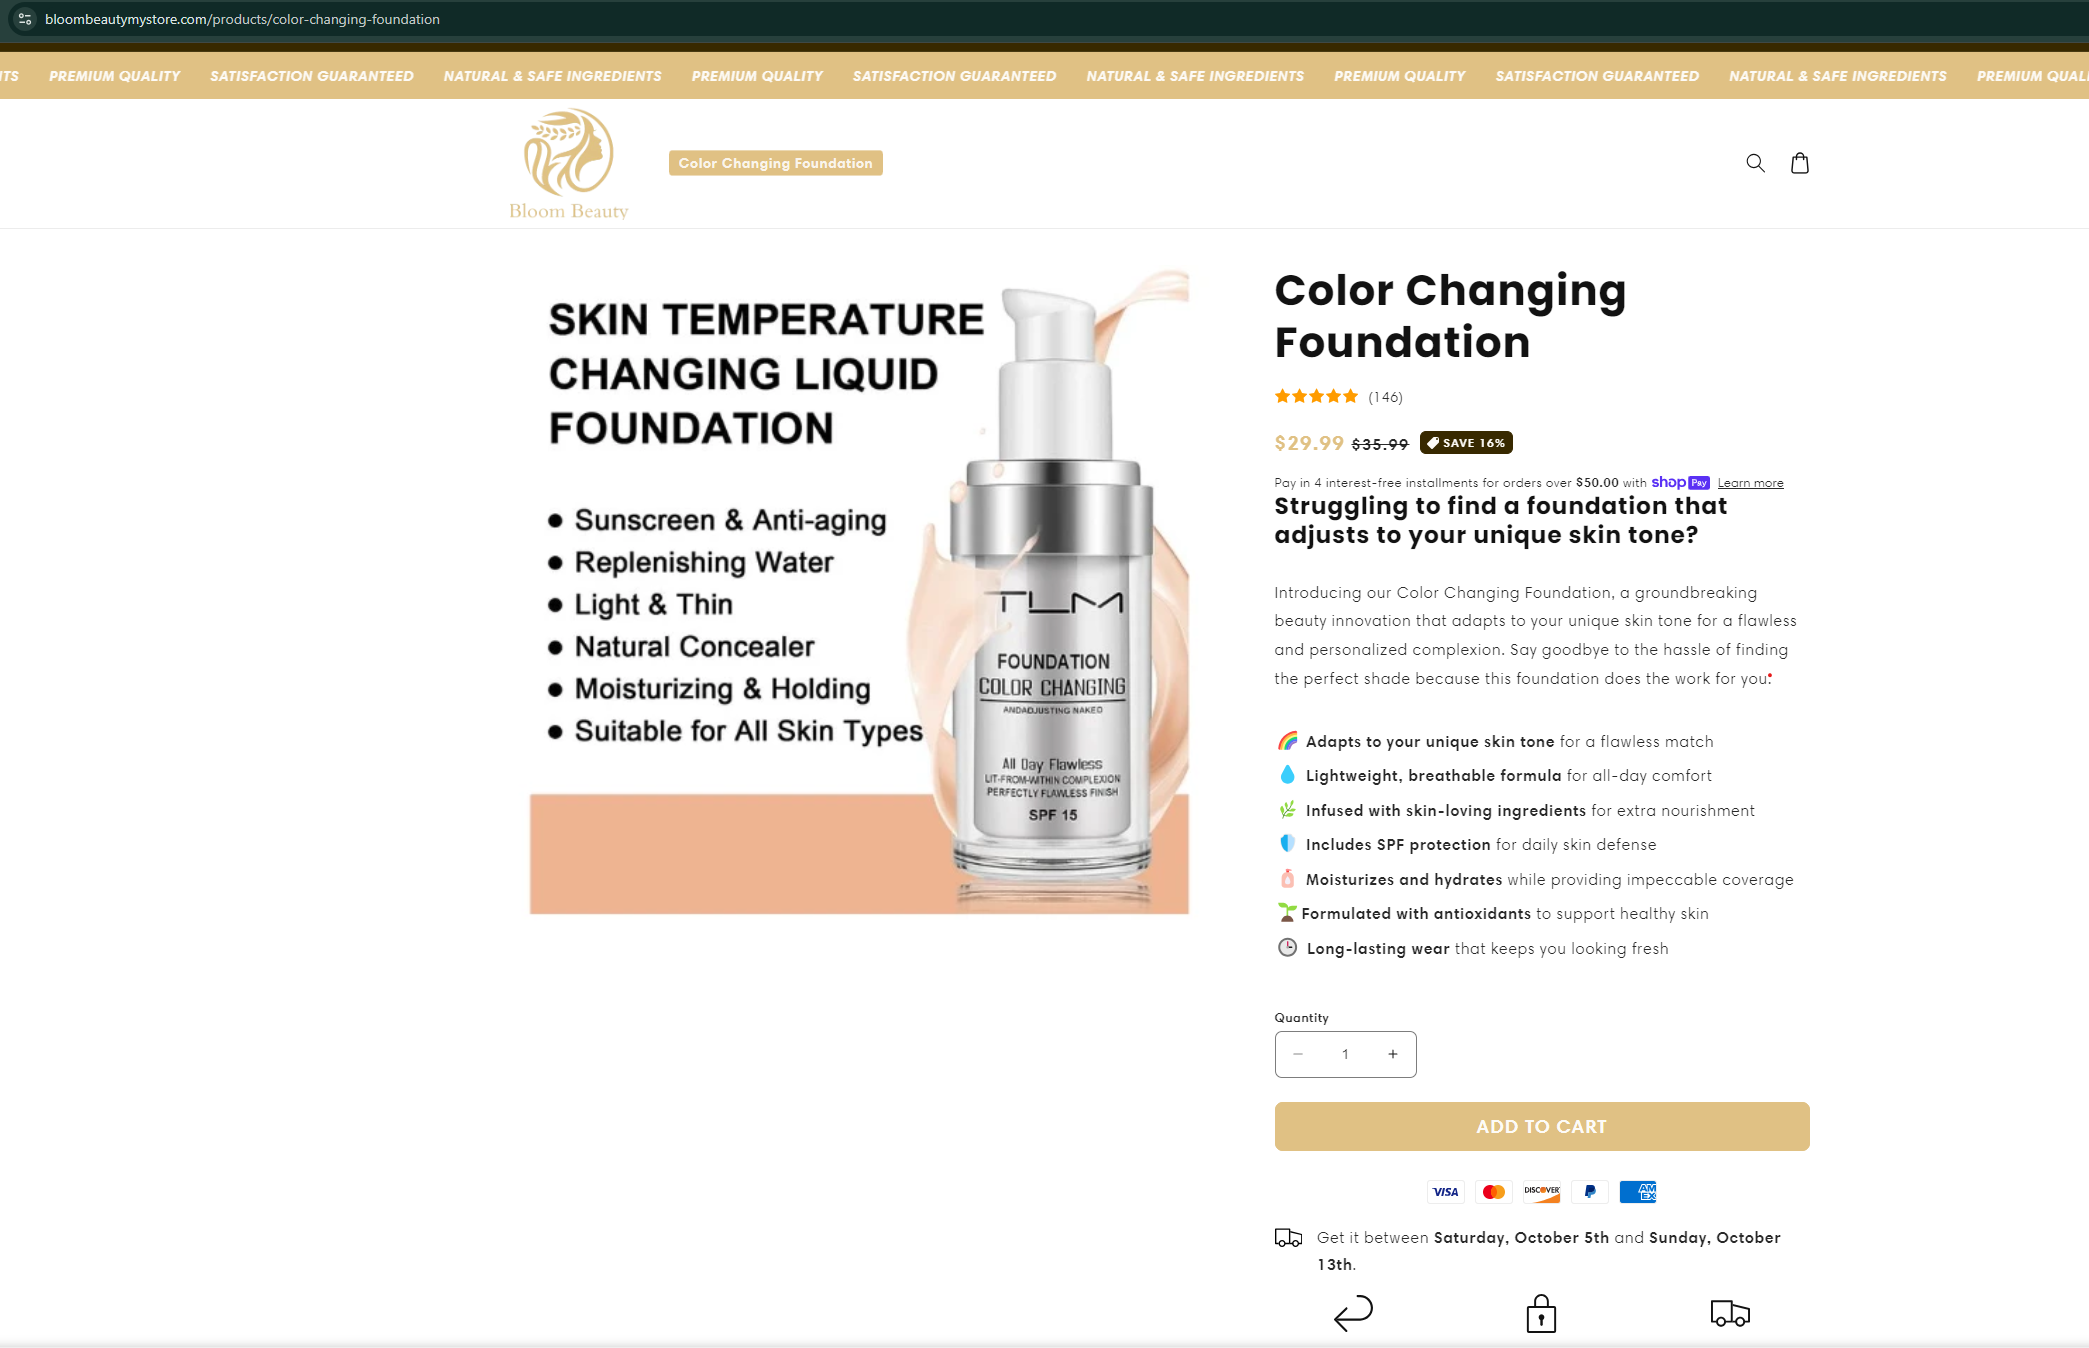 bloombeautymystore.com/products/color-changing-foundation
PREMIUM QUALITY SATISFACTION GUARANTEED NATURAL & SAFE INGREDIENTS PREMIUM QUALITY SATISFACTION GUARANTEED NATURAL & SAFE INGREDIENTS PREMIUM QUALITY SATISFACTION GUARANTEED NATURAL & SAFE INGREDIENTS PREMIUM
Bloom Beauty
Color Changing Foundation
SKIN TEMPERATURE
CHANGING LIQUID
FOUNDATION
● Sunscreen & Anti-aging
● Replenishing Water
● Light & Thin
● Natural Concealer
● Moisturizing & Holding
● Suitable for All Skin Types
TLM
FOUNDATION
COLOR CHANGING
ANDADJUSTING NAKED
All Day Flawless
LIT-FROM-WITHIN COMPLEXION
PERFECTLY FLAWLESS FINISH
SPF 15
Color Changing
Foundation
(146)
$29.99 $35.99 SAVE 16%
Pay in 4 interest-free installments for orders over $50.00 with shop Pay Learn more
Struggling to find a foundation that
adjusts to your unique skin tone?
Introducing our Color Changing Foundation, a groundbreaking
beauty innovation that adapts to your unique skin tone for a flawless
and personalized complexion. Say goodbye to the hassle of finding
the perfect shade because this foundation does the work for you.
🌈 Adapts to your unique skin tone for a flawless match
💧 Lightweight, breathable formula for all-day comfort
🌿 Infused with skin-loving ingredients for extra nourishment
🛡️ Includes SPF protection for daily skin defense
🧴 Moisturizes and hydrates while providing impeccable coverage
🌱 Formulated with antioxidants to support healthy skin
🕒 Long-lasting wear that keeps you looking fresh
Quantity
− 1 +
ADD TO CART
VISA DISCOVER AMEX
Get it between Saturday, October 5th and Sunday, October
13th.